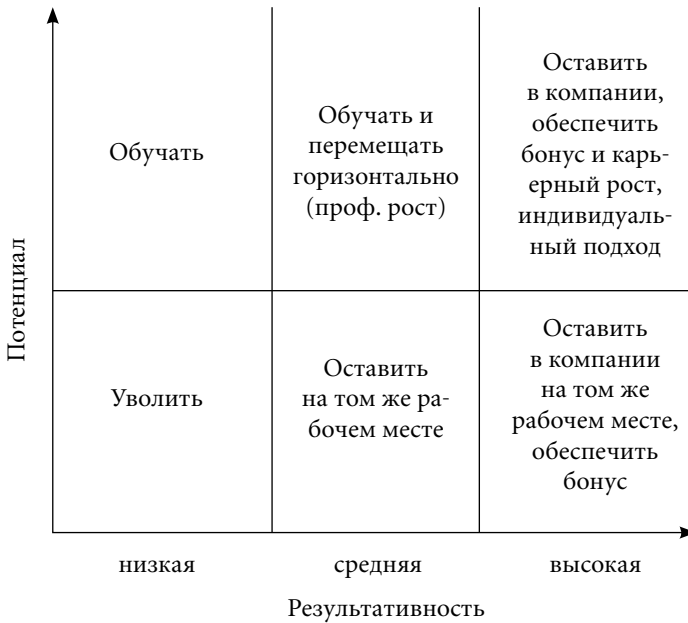 Потенциал
Обучать
Обучать и
перемещать
горизонтально
(проф. рост)
Оставить
в компании,
обеспечить
бонус и карь-
ерный рост,
индивидуаль-
ный подход
Уволить
Оставить
на том же ра-
бочем месте
Оставить
в компании
на том же
рабочем месте,
обеспечить
бонус
низкая
средняя
высокая
Результативность